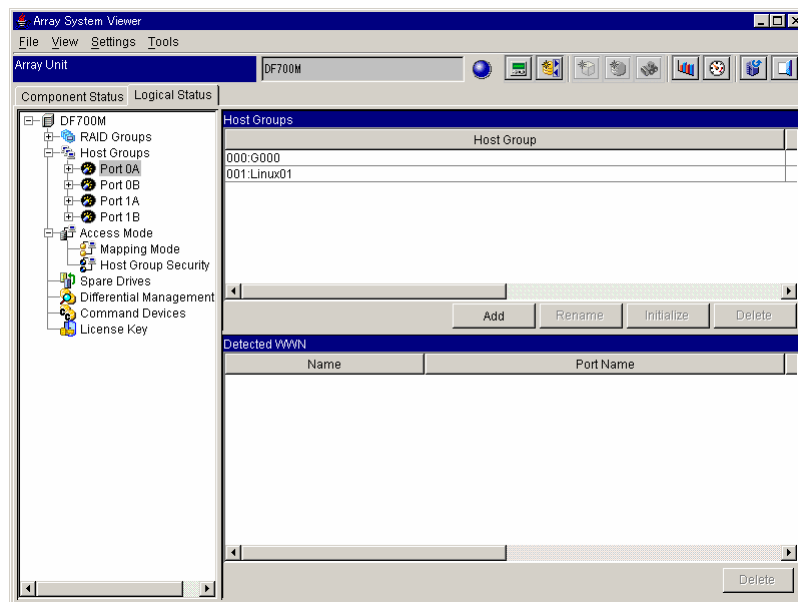 Array System Viewer
File View Settings Tools
Array Unit
DF700M
Component Status Logical Status
DF700M
RAID Groups
Host Groups
Port 0A
Port 0B
Port 1A
Port 1B
Access Mode
Mapping Mode
Host Group Security
Spare Drives
Differential Management
Command Devices
License Key
Host Groups
Host Group
000:G000
001:Linux01
Add Rename Initialize Delete
Detected WWN
Name Port Name
Delete